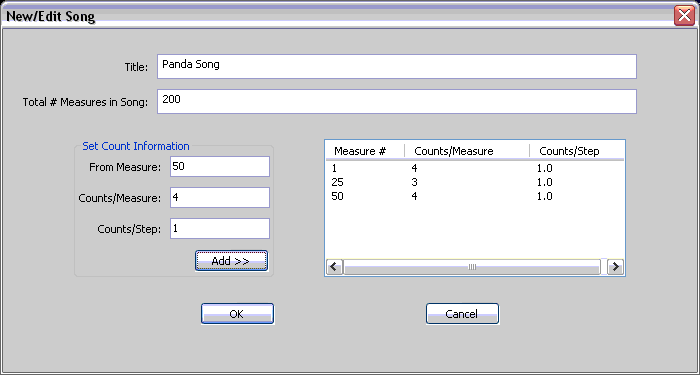 New/Edit Song
Title: Panda Song
Total # Measures in Song: 200
Set Count Information
From Measure: 50
Counts/Measure: 4
Counts/Step: 1
Add >>
Measure # Counts/Measure Counts/Step
1 4 1.0
25 3 1.0
50 4 1.0
OK Cancel